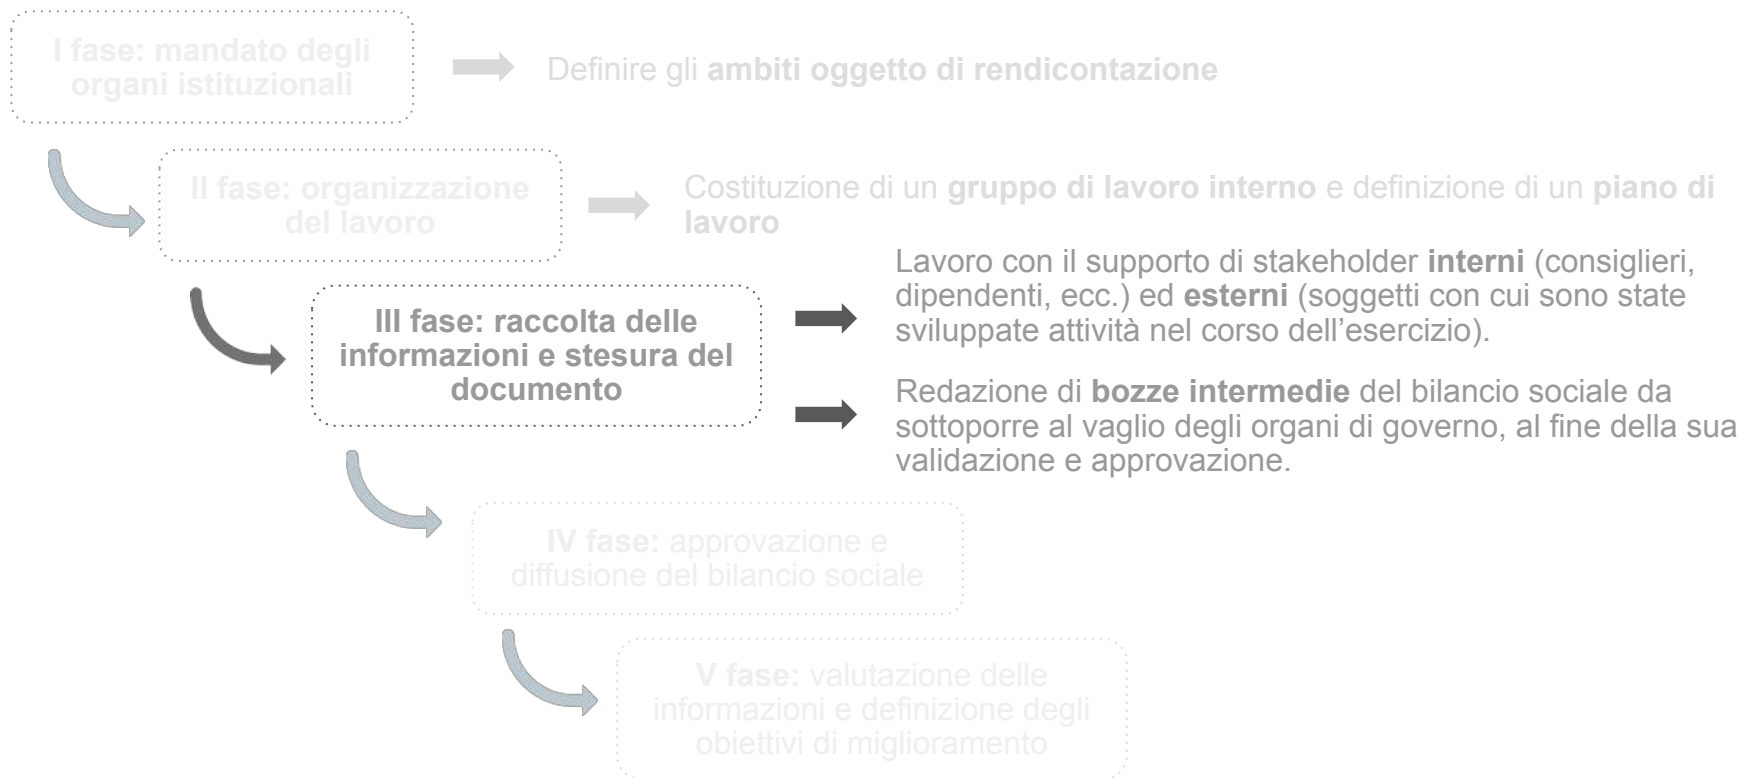 I fase: mandato degli
organi istituzionali
Definire gli ambiti oggetto di rendicontazione
II fase: organizzazione
del lavoro
Costituzione di un gruppo di lavoro interno e definizione di un piano di
lavoro
III fase: raccolta delle
informazioni e stesura del
documento
Lavoro con il supporto di stakeholder interni (consiglieri,
dipendenti, ecc.) ed esterni (soggetti con cui sono state
sviluppate attività nel corso dell’esercizio).
Redazione di bozze intermedie del bilancio sociale da
sottoporre al vaglio degli organi di governo, al fine della sua
validazione e approvazione.
IV fase: approvazione e
diffusione del bilancio sociale
V fase: valutazione delle
informazioni e definizione degli
obiettivi di miglioramento